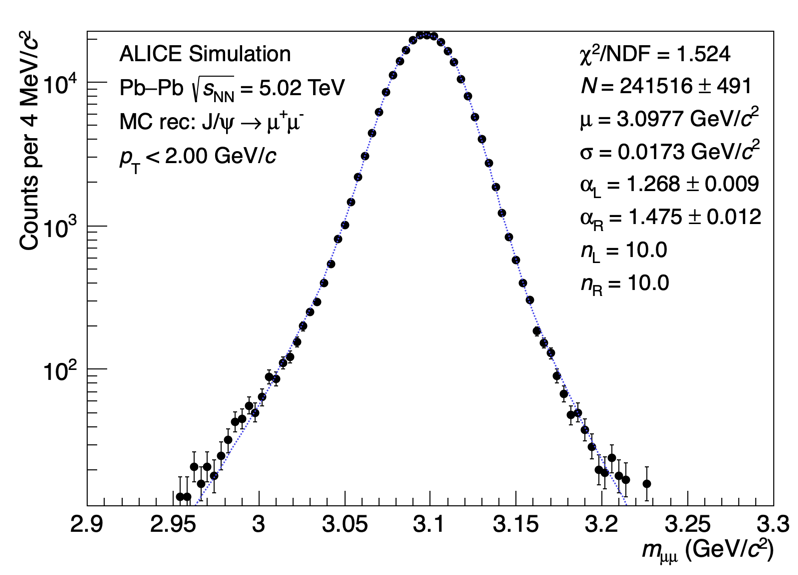 Counts per 4 MeV/c²
ALICE Simulation
Pb–Pb √sNN = 5.02 TeV
MC rec: J/ψ → μ⁺μ⁻
pT < 2.00 GeV/c
χ²/NDF = 1.524
N = 241516 ± 491
μ = 3.0977 GeV/c²
σ = 0.0173 GeV/c²
αL = 1.268 ± 0.009
αR = 1.475 ± 0.012
nL = 10.0
nR = 10.0
10⁴
10³
10²
2.9 2.95 3 3.05 3.1 3.15 3.2 3.25 3.3
mμμ (GeV/c²)